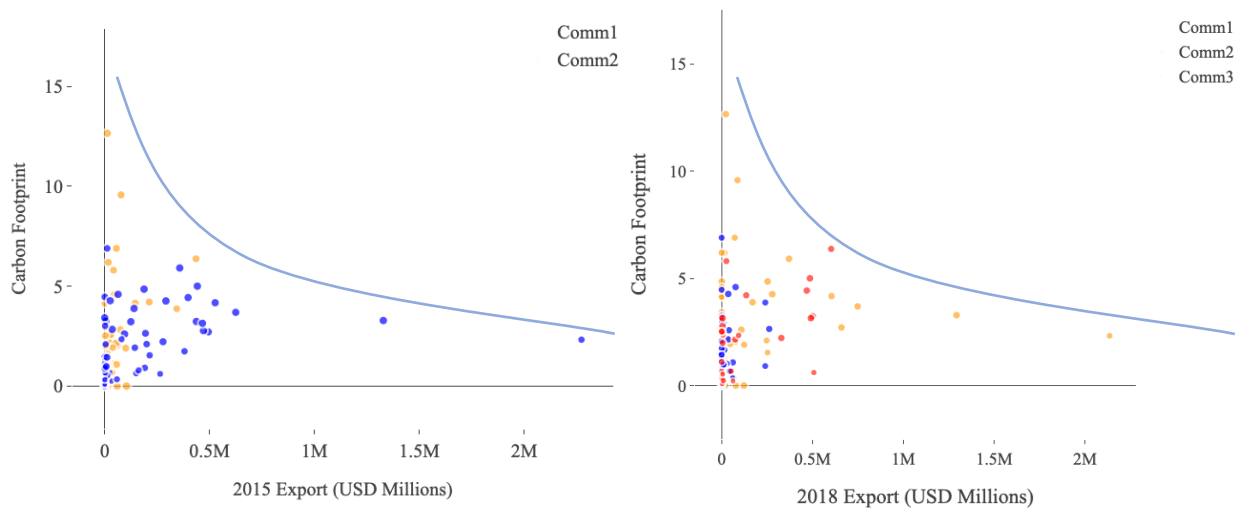 Comm1
Comm2
15
10
5
0
Carbon Footprint
0
0.5M
1M
1.5M
2M
2015 Export (USD Millions)
Comm1
Comm2
Comm3
15
10
5
0
Carbon Footprint
0
0.5M
1M
1.5M
2M
2018 Export (USD Millions)